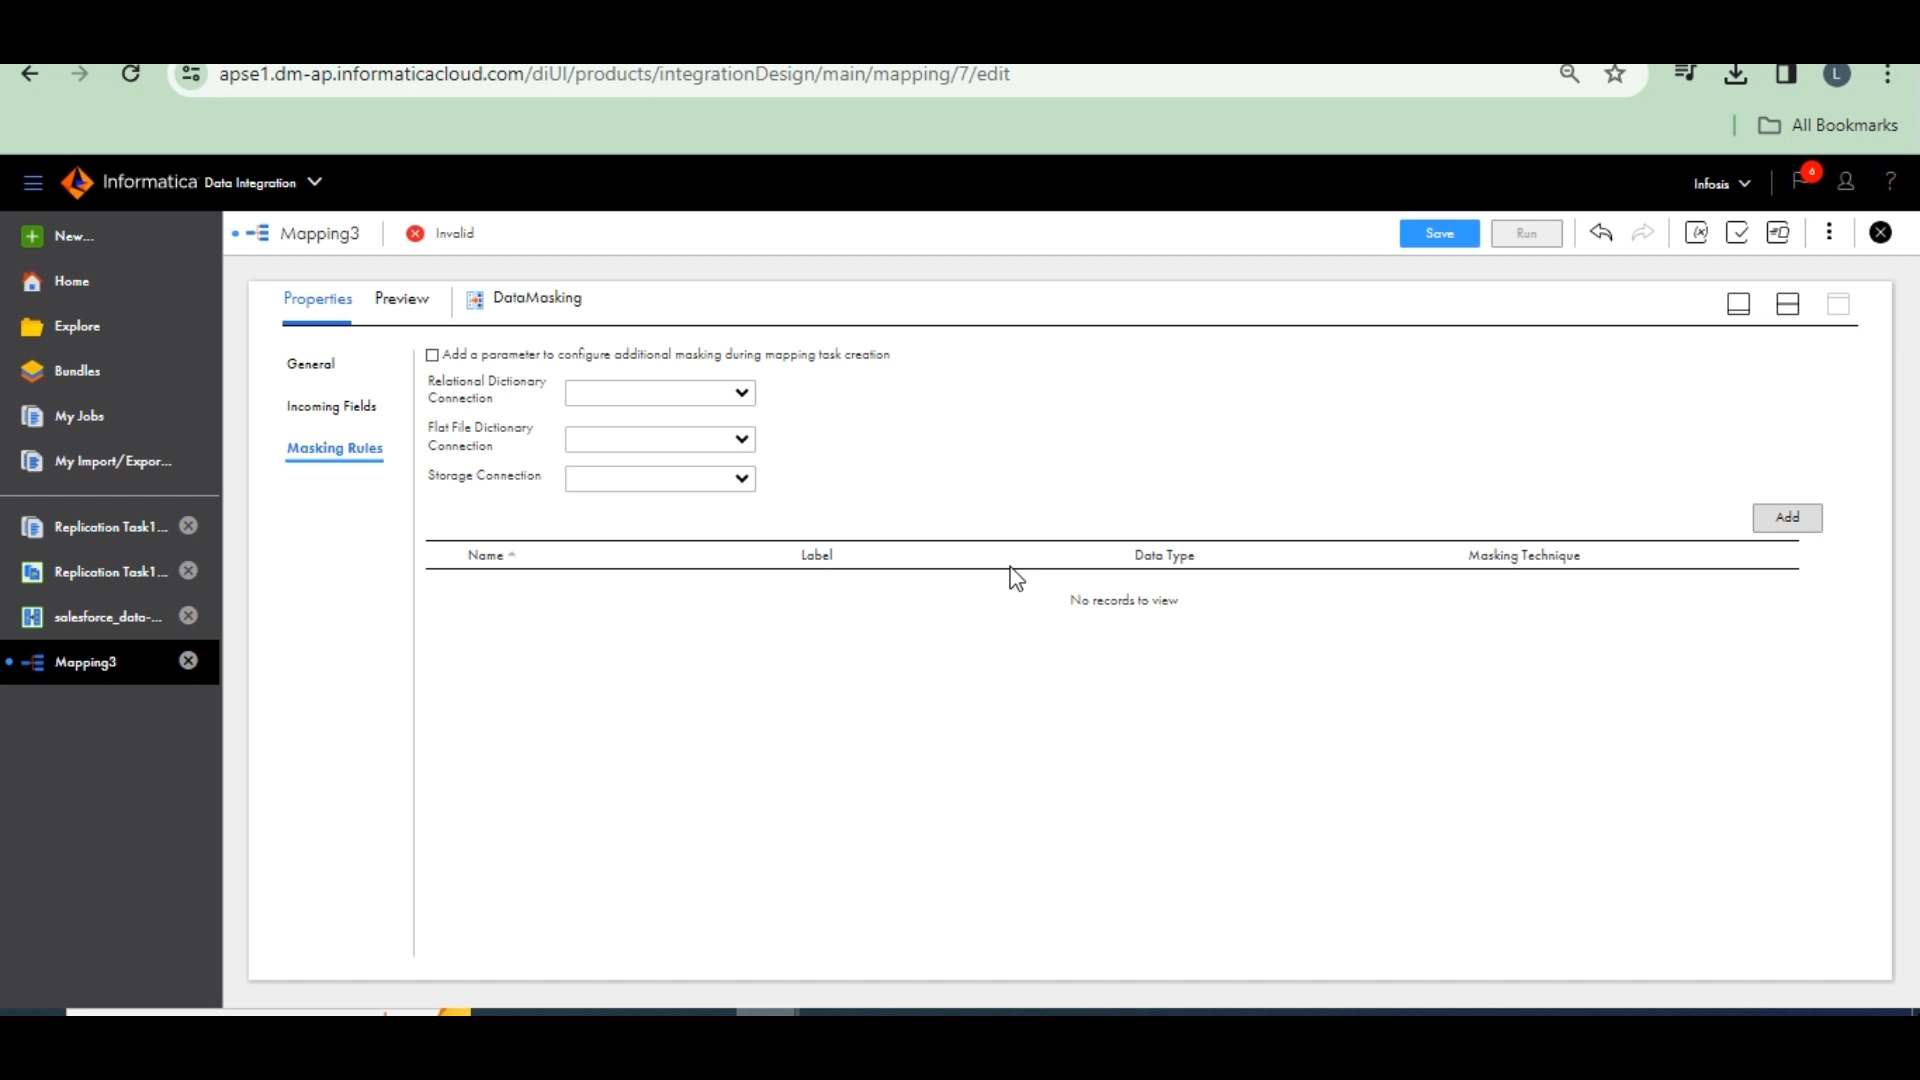 apse1.dm-ap.informaticacloud.com/diUI/products/integrationDesign/main/mapping/7/edit
L
All Bookmarks
Informatica Data Integration
Infosis
6
?
New...
Home
Explore
Bundles
My Jobs
My Import/Expor...
Replication Task1...
Replication Task1...
salesforce_data-...
Mapping3
Mapping3
Invalid
Save
Run
Properties
Preview
DataMasking
General
Incoming Fields
Masking Rules
Add a parameter to configure additional masking during mapping task creation
Relational Dictionary
Connection
Flat File Dictionary
Connection
Storage Connection
Add
Name
Label
Data Type
Masking Technique
No records to view